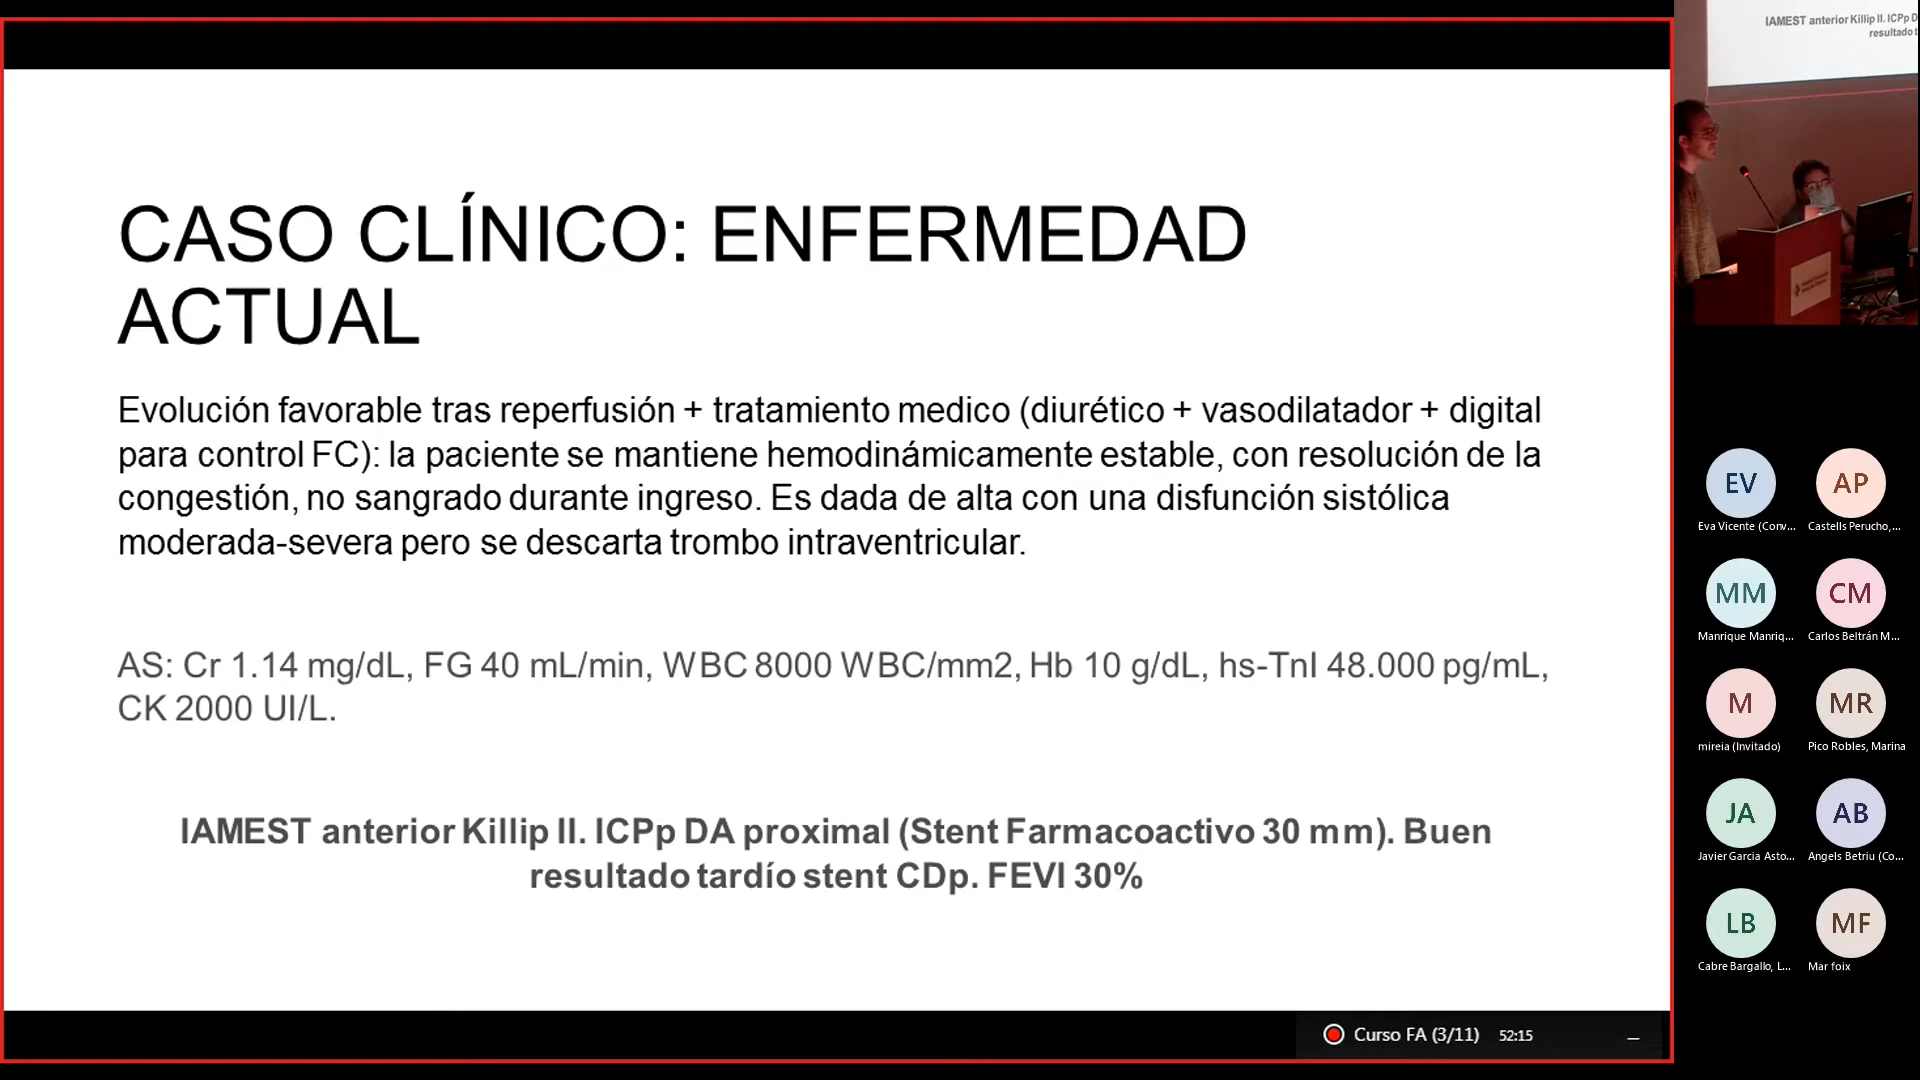 CASO CLÍNICO: ENFERMEDAD
ACTUAL
Evolución favorable tras reperfusión + tratamiento medico (diurético + vasodilatador + digital
para control FC): la paciente se mantiene hemodinámicamente estable, con resolución de la
congestión, no sangrado durante ingreso. Es dada de alta con una disfunción sistólica
moderada-severa pero se descarta trombo intraventricular.
AS: Cr 1.14 mg/dL, FG 40 mL/min, WBC 8000 WBC/mm2, Hb 10 g/dL, hs-TnI 48.000 pg/mL,
CK 2000 UI/L.
IAMEST anterior Killip II. ICPp DA proximal (Stent Farmacoactivo 30 mm). Buen
resultado tardío stent CDp. FEVI 30%
Curso FA (3/11) 52:15
IAMEST anterior Killip II. ICPp D
resultado t
EV AP
Eva Vicente (Conv... Castells Perucho,...
MM CM
Manrique Manriq... Carlos Beltrán M...
M MR
mireia (Invitado) Pico Robles, Marina
JA AB
Javier Garcia Asto... Angels Betriu (Co...
LB MF
Cabre Bargallo, L... Mar foix